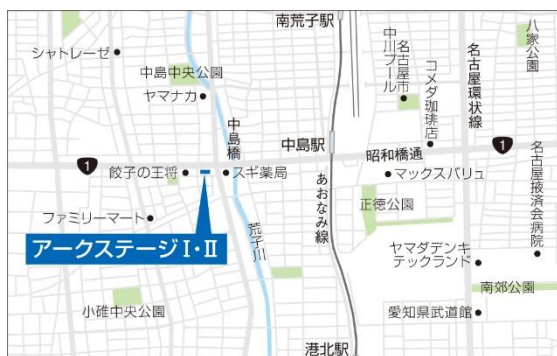 南荒子駅
シャトレーゼ
中島中央公園
ヤマナカ
中島橋
名古屋市
中川プール
コメダ珈琲店
名古屋環状線
八家公園
中島駅
昭和橋通
1
1
餃子の王将
スギ薬局
マックスバリュ
名古屋掖済会病院
あおなみ線
正徳公園
ファミリーマート
アークステージⅠ・Ⅱ
荒子川
ヤマダデンキ
テックランド
南郊公園
小碓中央公園
愛知県武道館
港北駅